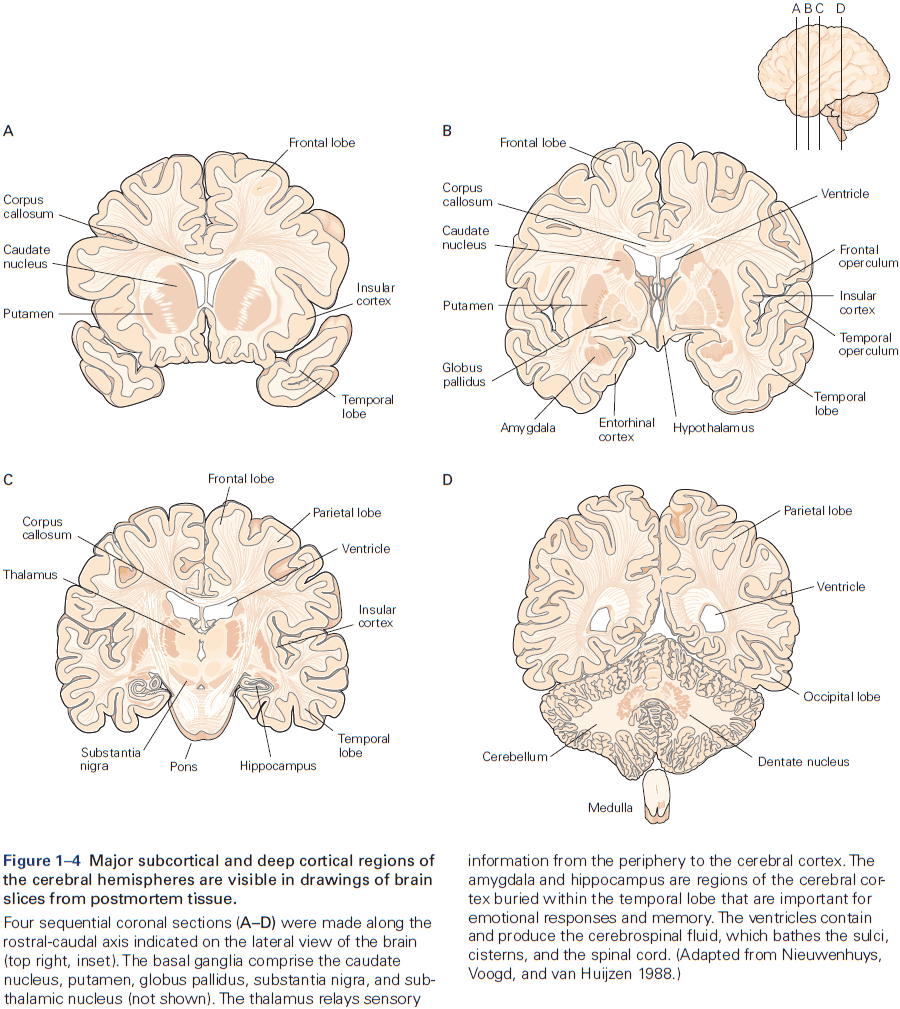 A B C D
A
Frontal lobe
Corpus
callosum
Caudate
nucleus
Putamen
Insular
cortex
Temporal
lobe
B
Frontal lobe
Corpus
callosum
Caudate
nucleus
Putamen
Globus
pallidus
Amygdala
Entorhinal
cortex
Hypothalamus
Ventricle
Frontal
operculum
Insular
cortex
Temporal
operculum
Temporal
lobe
C
Frontal lobe
Corpus
callosum
Thalamus
Parietal lobe
Ventricle
Insular
cortex
Substantia
nigra
Pons
Hippocampus
Temporal
lobe
D
Parietal lobe
Ventricle
Occipital lobe
Cerebellum
Dentate nucleus
Medulla
Figure 1–4 Major subcortical and deep cortical regions of
the cerebral hemispheres are visible in drawings of brain
slices from postmortem tissue.
Four sequential coronal sections (A–D) were made along the
rostral-caudal axis indicated on the lateral view of the brain
(top right, inset). The basal ganglia comprise the caudate
nucleus, putamen, globus pallidus, substantia nigra, and sub-
thalamic nucleus (not shown). The thalamus relays sensory
information from the periphery to the cerebral cortex. The
amygdala and hippocampus are regions of the cerebral cor-
tex buried within the temporal lobe that are important for
emotional responses and memory. The ventricles contain
and produce the cerebrospinal fluid, which bathes the sulci,
cisterns, and the spinal cord. (Adapted from Nieuwenhuys,
Voogd, and van Huijzen 1988.)